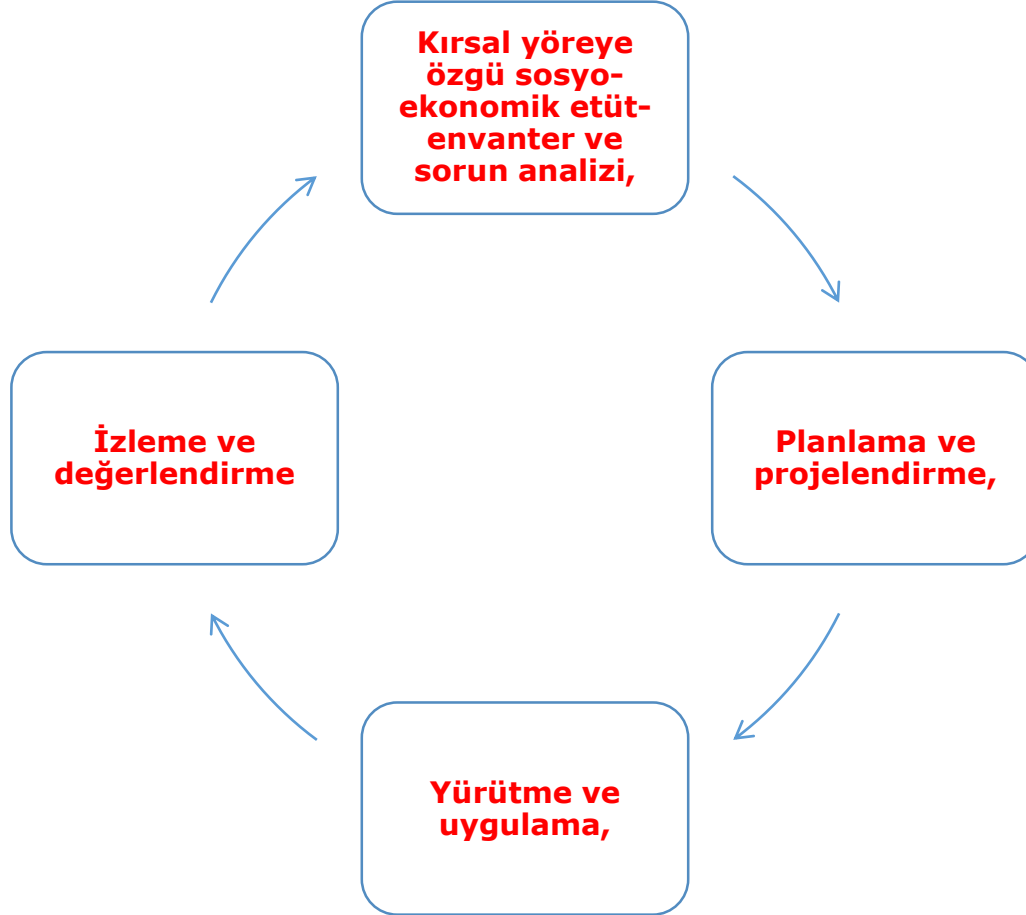 Kırsal yöreye
özgü sosyo-
ekonomik etüt-
envanter ve
sorun analizi,
Planlama ve
projelendirme,
Yürütme ve
uygulama,
İzleme ve
değerlendirme